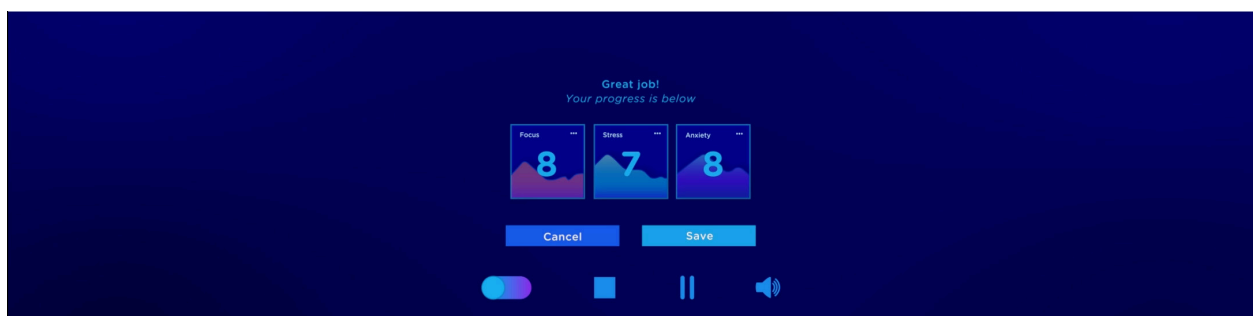 Great job!
Your progress is below
Focus ··· Stress ··· Anxiety ···
8 7 8
Cancel Save